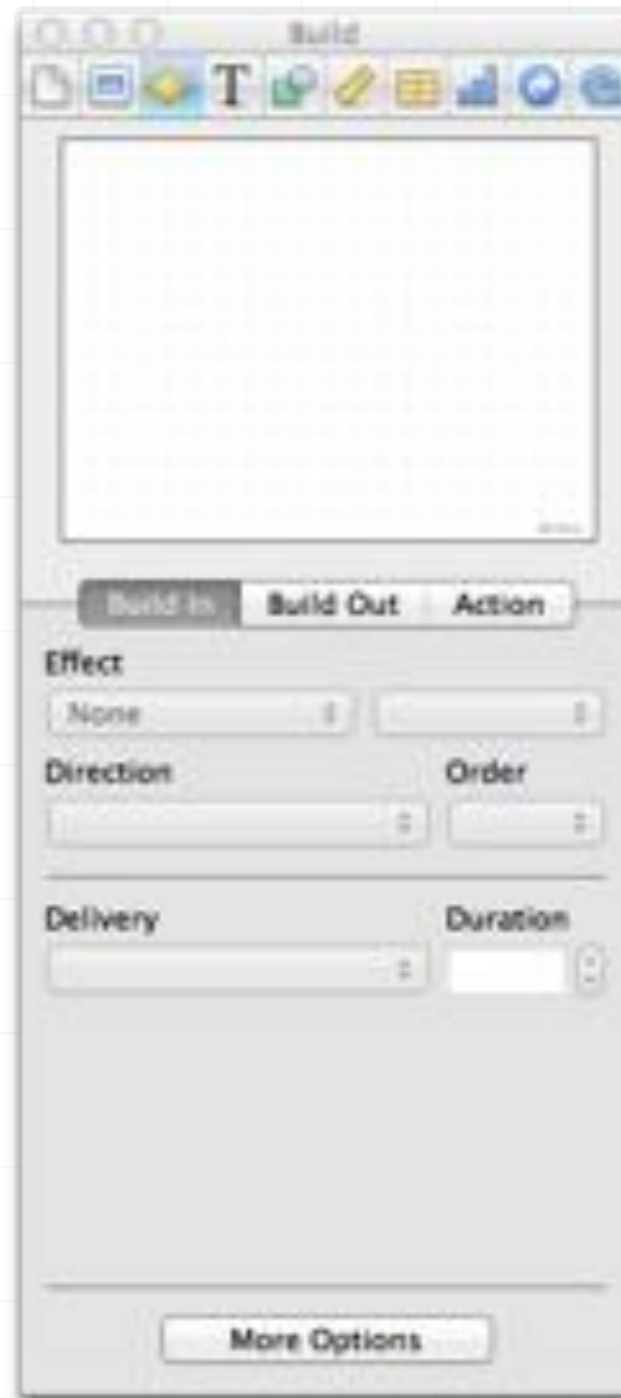 Build
T
Build In Build Out Action
Effect
None
Direction Order
Delivery Duration
More Options